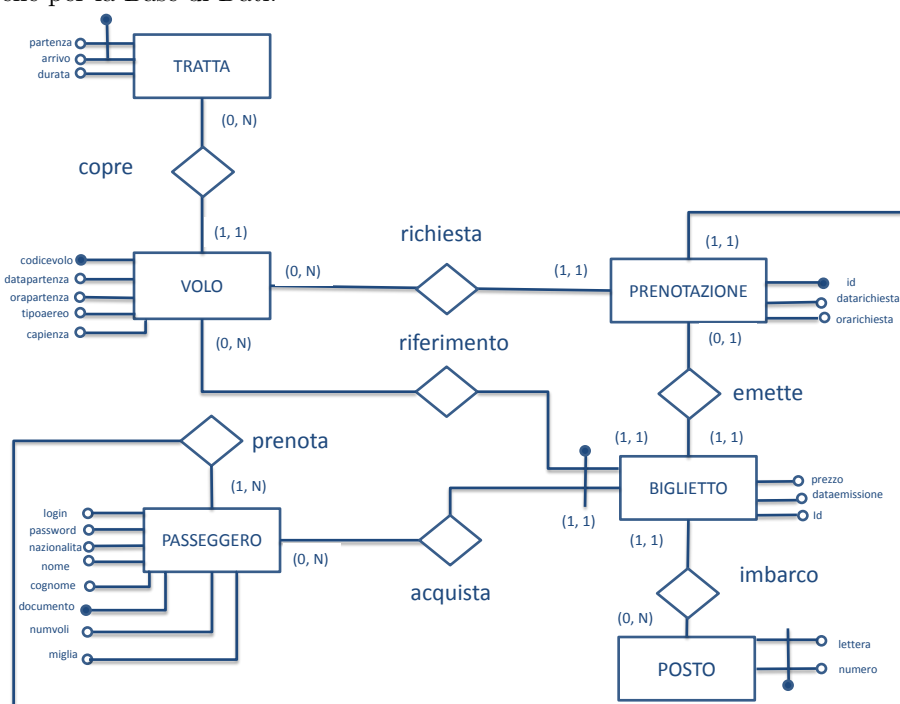 partenza
arrivo
durata
TRATTA
(0, N)
copre
(1, 1)
richiesta
(1, 1)
codicevolo
datapartenza
orapartenza
tipoaereo
capienza
VOLO
(0, N)
(1, 1)
PRENOTAZIONE
id
datarichiesta
orarichiesta
(0, N)
riferimento
(0, 1)
emette
prenota
(1, 1)
(1, 1)
(1, N)
BIGLIETTO
prezzo
dataemissione
Id
login
password
nazionalita
nome
cognome
documento
numvoli
miglia
PASSEGGERO
(0, N)
(1, 1)
(1, 1)
acquista
imbarco
(0, N)
POSTO
lettera
numero